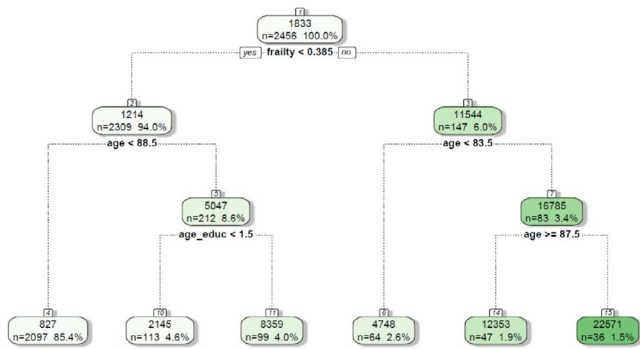 1
1833
n=2456 100.0%
yes frailty < 0.385 no
2
1214
n=2309 94.0%
age < 88.5
3
11544
n=147 6.0%
age < 83.5
5
5047
n=212 8.6%
age_educ < 1.5
7
16785
n=83 3.4%
age >= 87.5
4
827
n=2097 85.4%
10
2145
n=113 4.6%
11
8359
n=99 4.0%
6
4748
n=64 2.6%
14
12353
n=47 1.9%
15
22571
n=36 1.5%